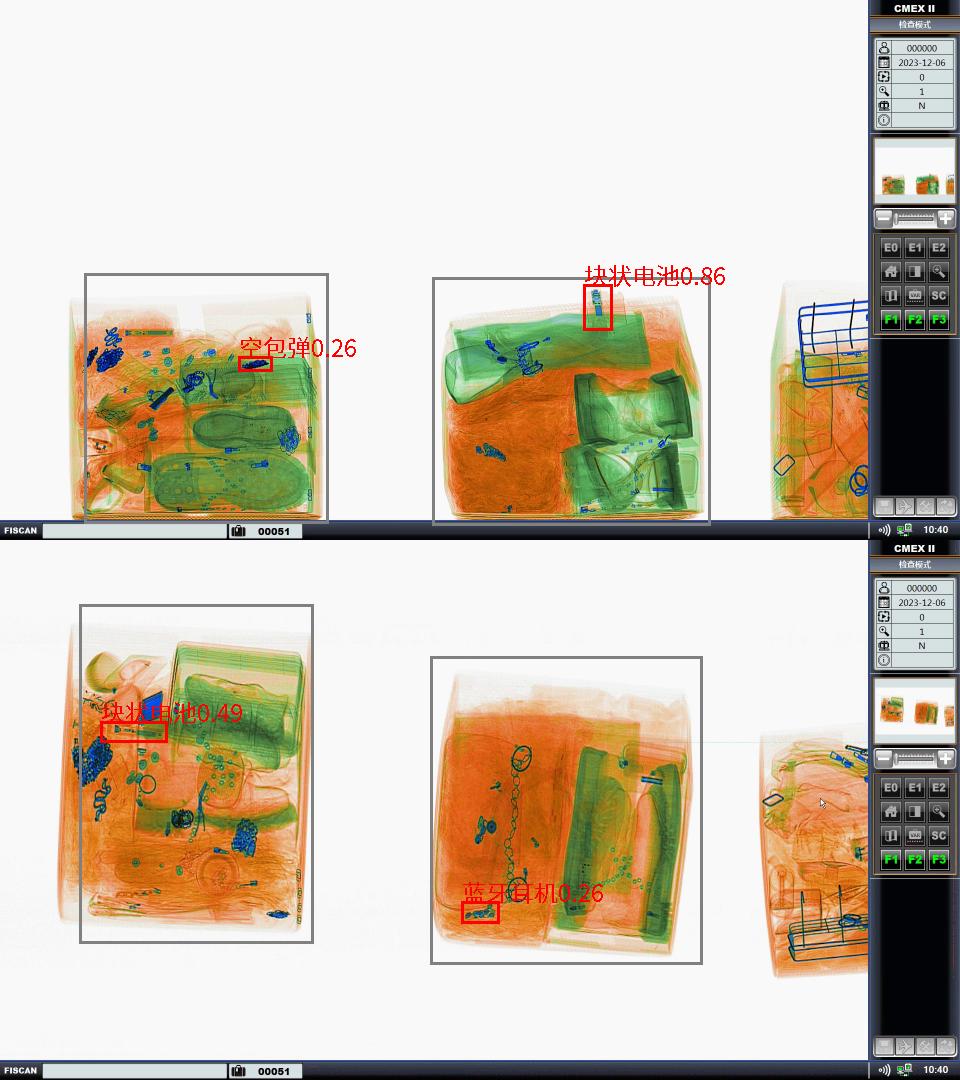 CMEX II
检查模式
000000
2023-12-06
0
1
N
E0 E1 E2
VAR SC
F1 F2 F3
块状电池0.86
空包弹0.26
FISCAN 00051 10:40
CMEX II
检查模式
000000
2023-12-06
0
1
N
E0 E1 E2
VAR SC
F1 F2 F3
块状电池0.49
蓝牙耳机0.26
FISCAN 00051 10:40